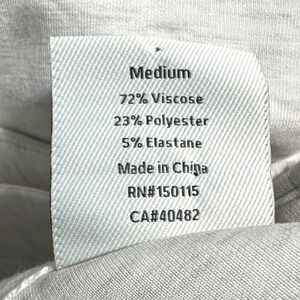 Medium
72% Viscose
23% Polyester
5% Elastane
Made in China
RN#150115
CA#40482